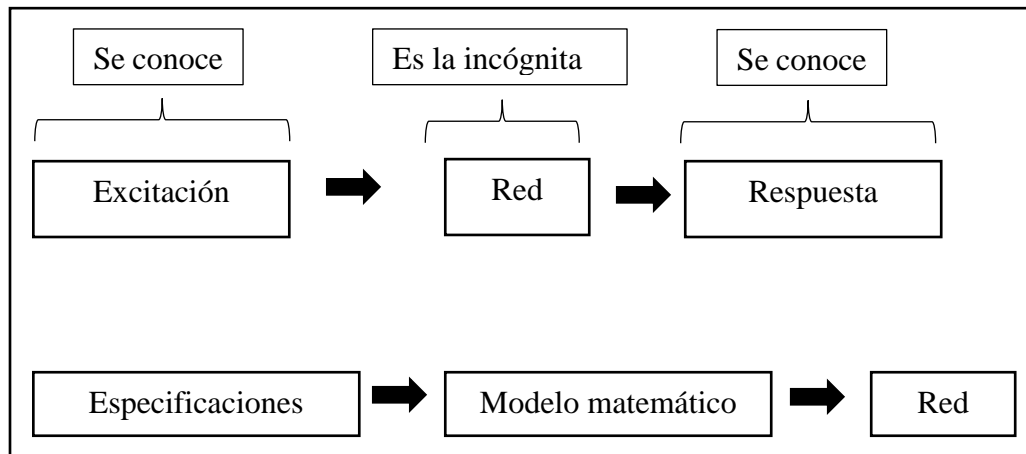 Se conoce
Es la incógnita
Se conoce
Excitación
Red
Respuesta
Especificaciones
Modelo matemático
Red